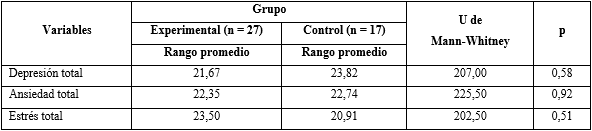 Variables Grupo U de Mann-Whitney p
Experimental (n = 27) Control (n = 17)
Rango promedio Rango promedio
Depresión total 21,67 23,82 207,00 0,58
Ansiedad total 22,35 22,74 225,50 0,92
Estrés total 23,50 20,91 202,50 0,51